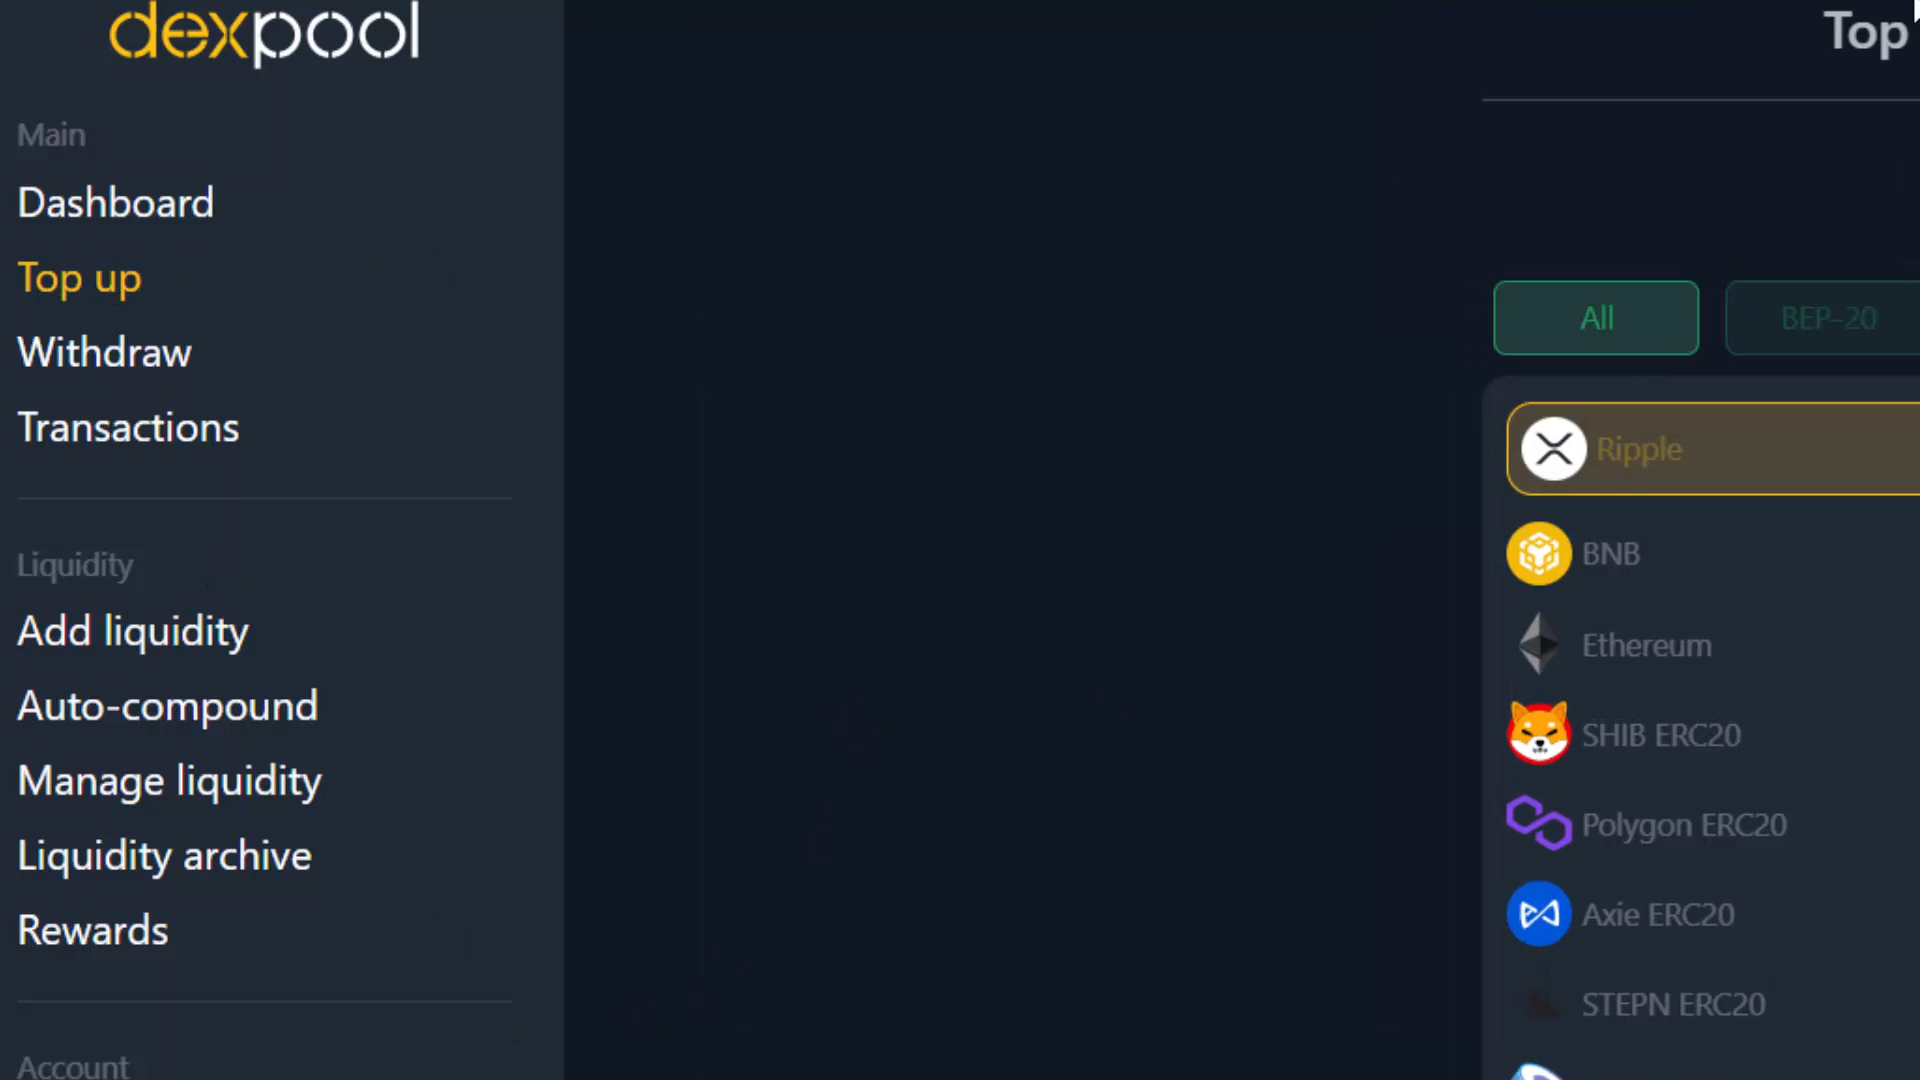 dexpool
Main
Dashboard
Top up
Withdraw
Transactions
Liquidity
Add liquidity
Auto-compound
Manage liquidity
Liquidity archive
Rewards
Account
Top
All
BEP-20
Ripple
BNB
Ethereum
SHIB ERC20
Polygon ERC20
Axie ERC20
STEPN ERC20